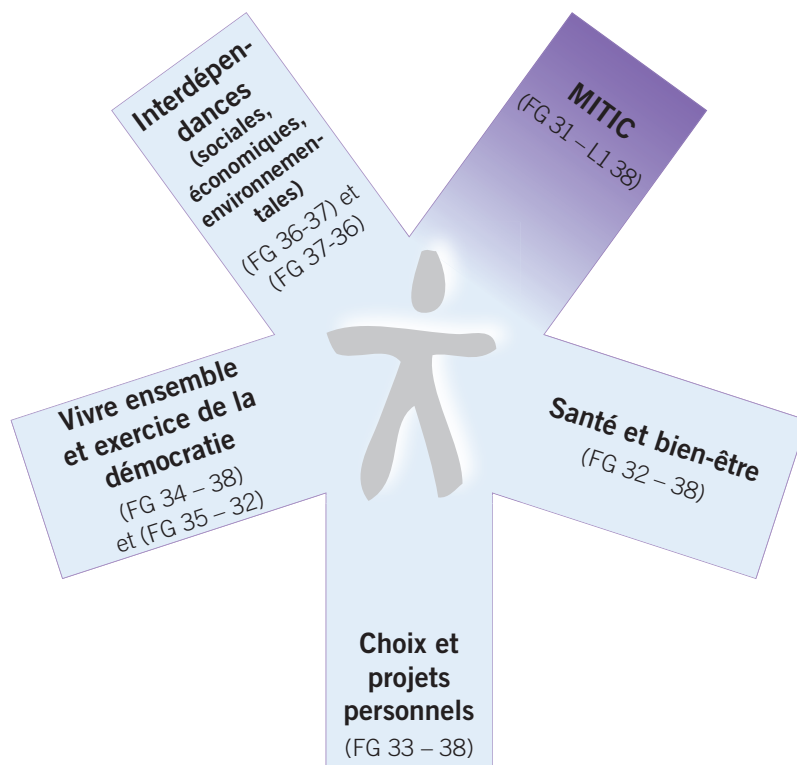 Interdépen-
dances
(sociales,
économiques,
environnemen-
tales)
(FG 36-37) et
(FG 37-36)
MITIC
(FG 31 – L1 38)
Vivre ensemble
et exercice de la
démocratie
(FG 34 – 38)
et (FG 35 – 32)
Santé et bien-être
(FG 32 – 38)
Choix et
projets
personnels
(FG 33 – 38)